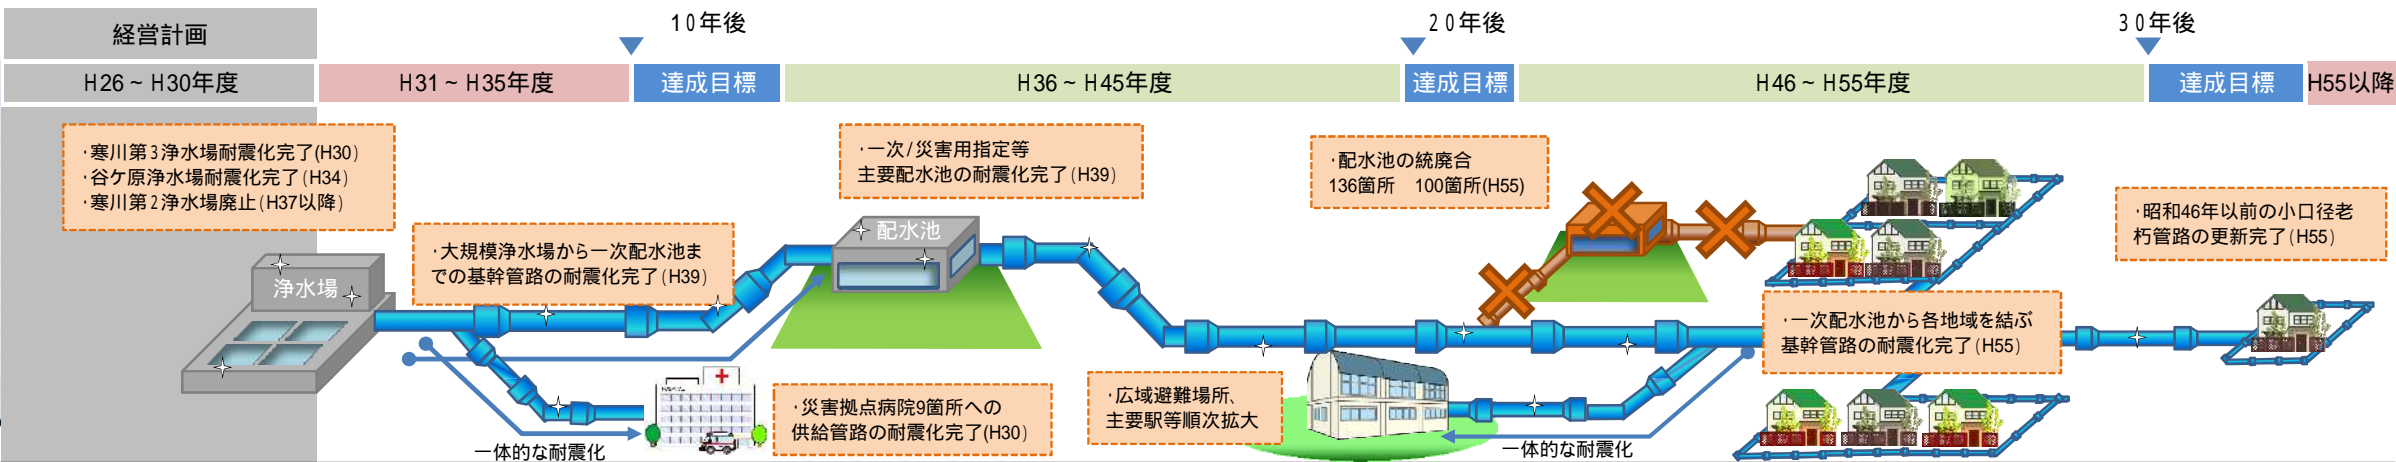 経営計画
10年後
20年後
30年後
H26~H30年度
H31~H35年度
達成目標
H36~H45年度
達成目標
H46~H55年度
達成目標
H55以降
・寒川第3浄水場耐震化完了(H30)
・谷ケ原浄水場耐震化完了(H34)
・寒川第2浄水場廃止(H37以降)
・大規模浄水場から一次配水池ま
での基幹管路の耐震化完了(H39)
・一次/災害用指定等
主要配水池の耐震化完了(H39)
・配水池の統廃合
136箇所 100箇所(H55)
・昭和46年以前の小口径老
朽管路の更新完了(H55)
浄水場
配水池
・一次配水池から各地域を結ぶ
基幹管路の耐震化完了(H55)
・災害拠点病院9箇所への
供給管路の耐震化完了(H30)
・広域避難場所、
主要駅等順次拡大
一体的な耐震化
一体的な耐震化